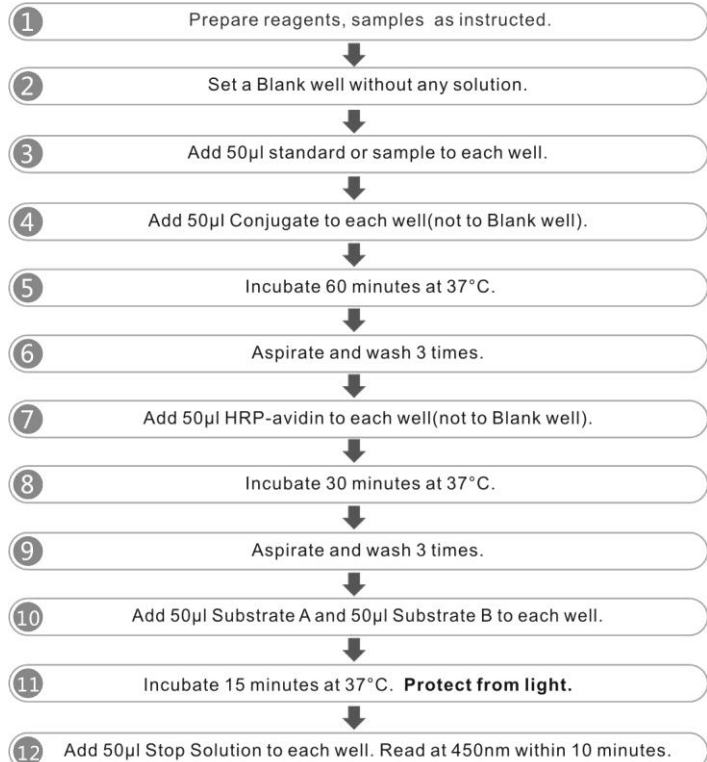 1 Prepare reagents, samples as instructed.
2 Set a Blank well without any solution.
3 Add 50μl standard or sample to each well.
4 Add 50μl Conjugate to each well(not to Blank well).
5 Incubate 60 minutes at 37°C.
6 Aspirate and wash 3 times.
7 Add 50μl HRP-avidin to each well(not to Blank well).
8 Incubate 30 minutes at 37°C.
9 Aspirate and wash 3 times.
10 Add 50μl Substrate A and 50μl Substrate B to each well.
11 Incubate 15 minutes at 37°C. Protect from light.
12 Add 50μl Stop Solution to each well. Read at 450nm within 10 minutes.